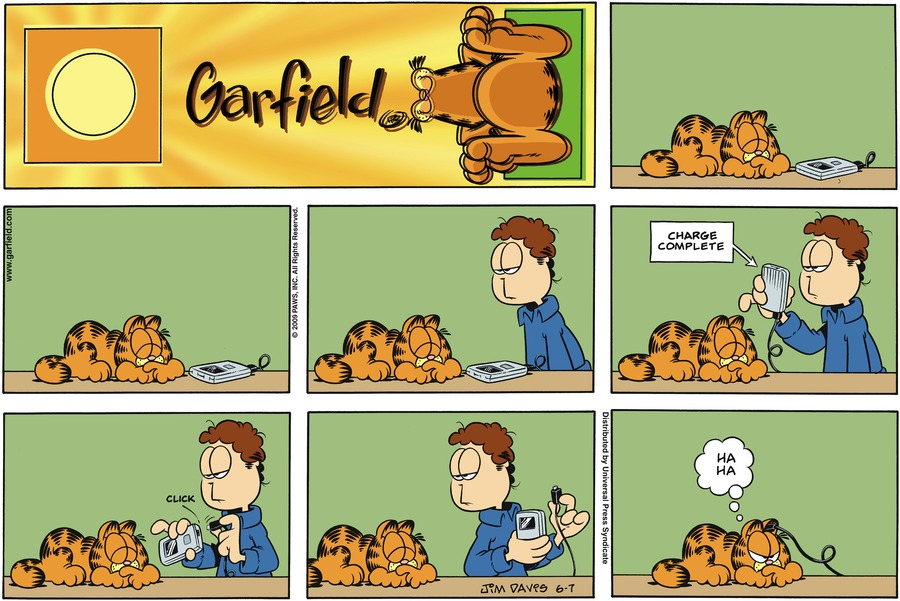 Garfield
www.garfield.com
© 2009 PAWS, INC. All Rights Reserved.
CHARGE
COMPLETE
CLICK
JIM DAVIS 6-7
Distributed by Universal Press Syndicate
HA
HA